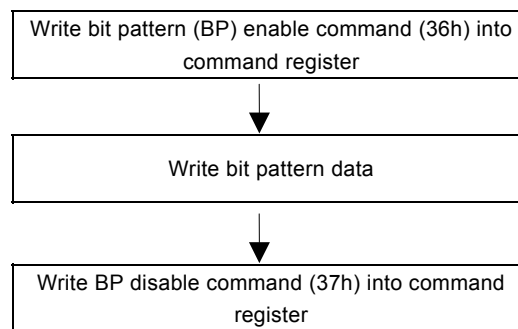 Write bit pattern (BP) enable command (36h) into
command register
Write bit pattern data
Write BP disable command (37h) into command
register